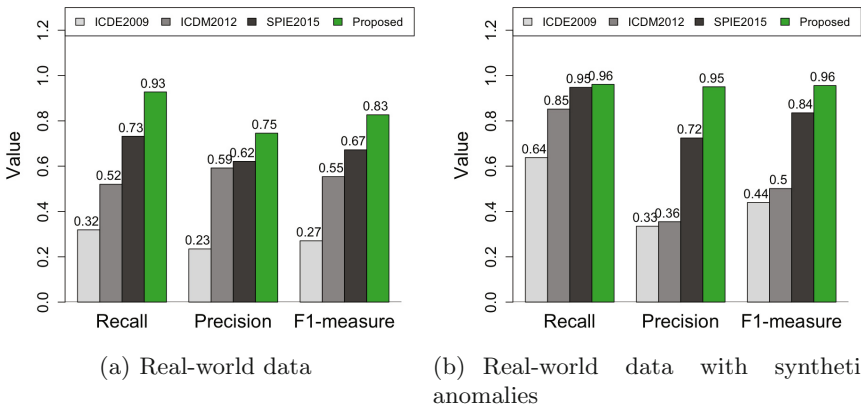 ICDE2009 ICDM2012 SPIE2015 Proposed
Value
0.0 0.2 0.4 0.6 0.8 1.0 1.2
0.32 0.52 0.73 0.93
0.23 0.59 0.62 0.75
0.27 0.55 0.67 0.83
Recall Precision F1-measure
(a) Real-world data
ICDE2009 ICDM2012 SPIE2015 Proposed
Value
0.0 0.2 0.4 0.6 0.8 1.0 1.2
0.64 0.85 0.95 0.96
0.33 0.36 0.72 0.95
0.44 0.5 0.84 0.96
Recall Precision F1-measure
(b) Real-world data with syntheti
anomalies